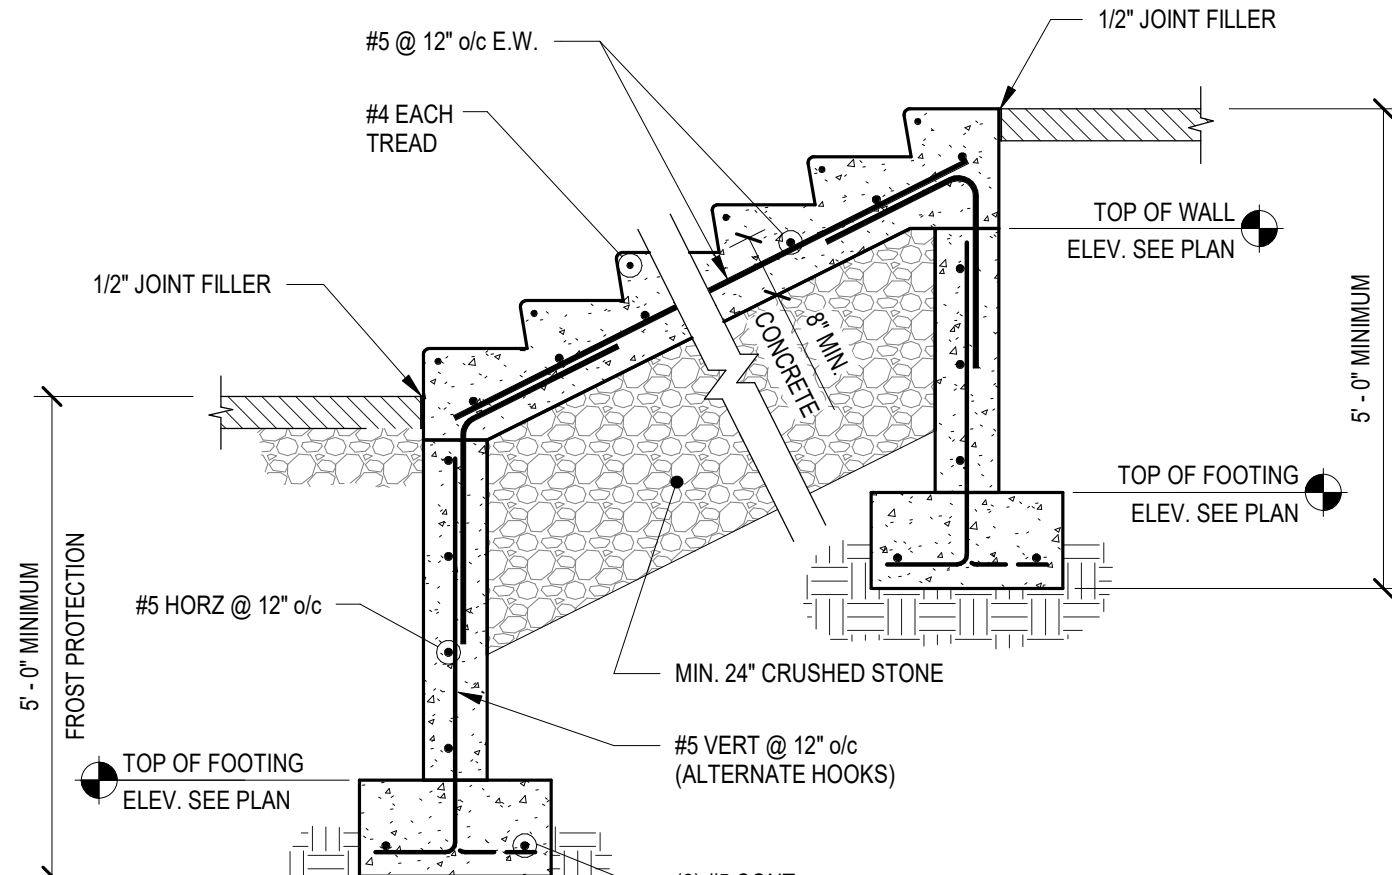 1/2" JOINT FILLER
#5 @ 12" o/c E.W.
#4 EACH
TREAD
TOP OF WALL
ELEV. SEE PLAN
1/2" JOINT FILLER
8" MIN.
CONCRETE
5' - 0" MINIMUM
TOP OF FOOTING
ELEV. SEE PLAN
5' - 0" MINIMUM
FROST PROTECTION
#5 HORZ @ 12" o/c
MIN. 24" CRUSHED STONE
#5 VERT @ 12" o/c
(ALTERNATE HOOKS)
TOP OF FOOTING
ELEV. SEE PLAN